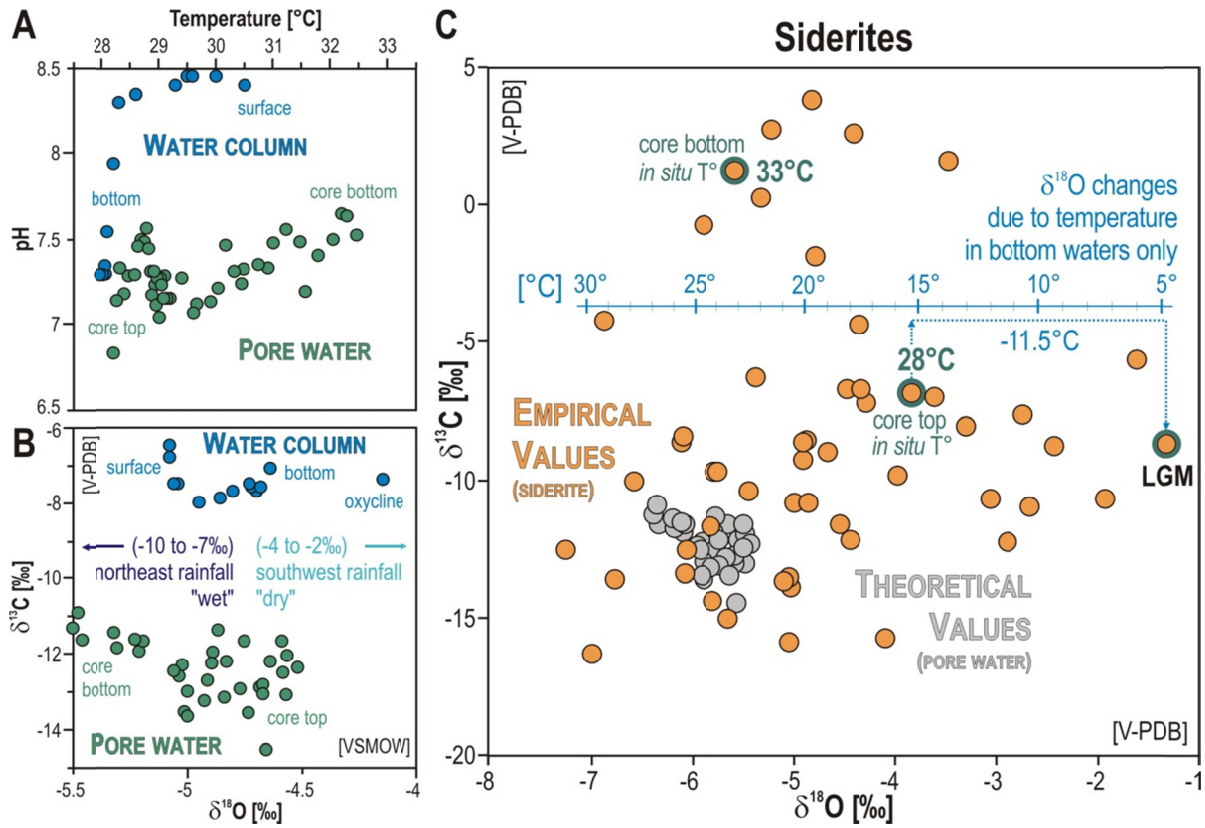 A
Temperature [°C]
28 29 30 31 32 33
8.5
8
7.5
7
6.5
pH
surface
WATER COLUMN
bottom
core bottom
core top
PORE WATER
B
-6
-8
-10
-12
-14
δ13C [‰]
[V-PDB]
WATER COLUMN
surface
bottom
oxycline
(-10 to -7‰)
northeast rainfall
"wet"
(-4 to -2‰)
southwest rainfall
"dry"
core
bottom
core top
PORE WATER
[VSMOW]
-5.5 -5 -4.5 -4
δ18O [‰]
C
Siderites
5
0
-5
-10
-15
-20
δ13C [‰]
[V-PDB]
core bottom
in situ T°
33°C
δ18O changes
due to temperature
in bottom waters only
[°C]
30° 25° 20° 15° 10° 5°
-11.5°C
28°C
core top
in situ T°
LGM
EMPIRICAL
VALUES
(SIDERITE)
THEORETICAL
VALUES
(PORE WATER)
[V-PDB]
-8 -7 -6 -5 -4 -3 -2 -1
δ18O [‰]